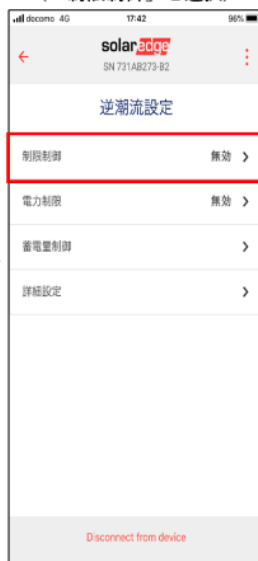 docomo 4G 17:42 96%
solaredge
SN 731AB273-B2
逆潮流設定
制限制御 無効
電力制限 無効
蓄電量制御
詳細設定
Disconnect from device